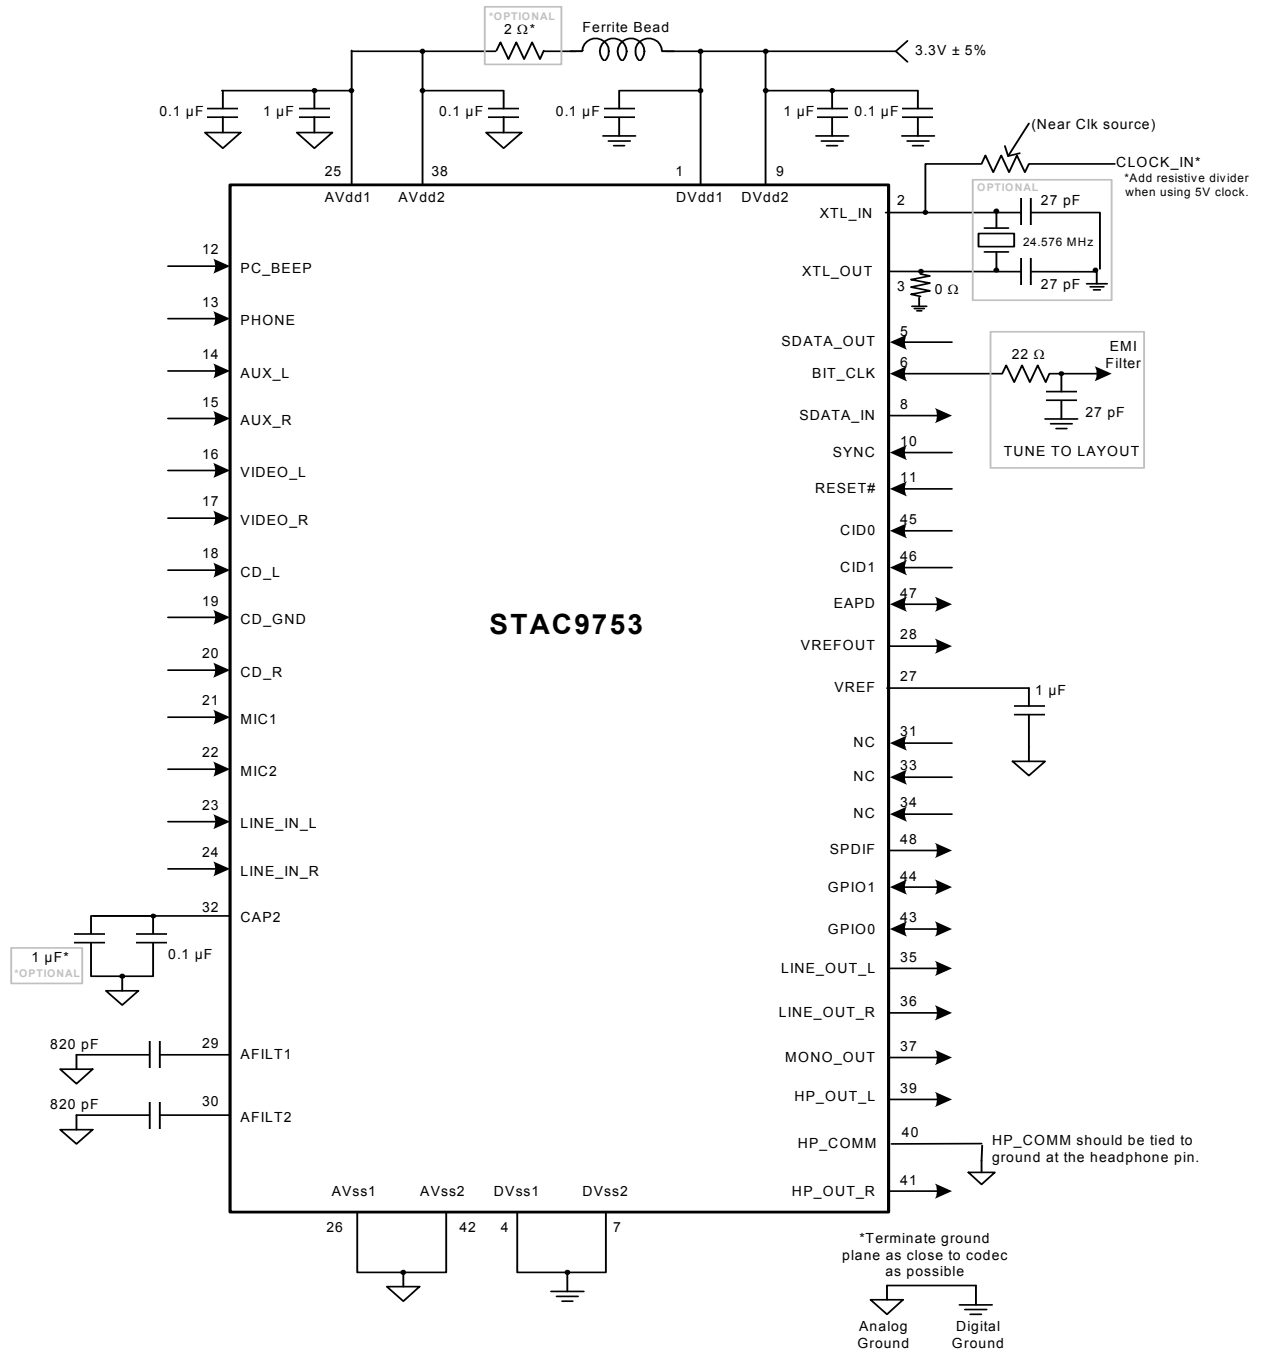 *OPTIONAL
2 Ω*
Ferrite Bead
3.3V ± 5%
0.1 µF
1 µF
0.1 µF
0.1 µF
1 µF
0.1 µF
(Near Clk source)
CLOCK_IN*
*Add resistive divider
when using 5V clock.
25
38
1
9
AVdd1
AVdd2
DVdd1
DVdd2
OPTIONAL
2
XTL_IN
27 pF
24.576 MHz
XTL_OUT
3
0 Ω
27 pF
12
PC_BEEP
13
PHONE
14
AUX_L
15
AUX_R
16
VIDEO_L
17
VIDEO_R
18
CD_L
19
CD_GND
20
CD_R
21
MIC1
22
MIC2
23
LINE_IN_L
24
LINE_IN_R
32
CAP2
1 µF*
*OPTIONAL
0.1 µF
820 pF
29
AFILT1
820 pF
30
AFILT2
STAC9753
5
SDATA_OUT
6
BIT_CLK
22 Ω
EMI
Filter
27 pF
TUNE TO LAYOUT
8
SDATA_IN
10
SYNC
11
RESET#
45
CID0
46
CID1
47
EAPD
28
VREFOUT
27
VREF
1 µF
31
NC
33
NC
34
NC
48
SPDIF
44
GPIO1
43
GPIO0
35
LINE_OUT_L
36
LINE_OUT_R
37
MONO_OUT
39
HP_OUT_L
40
HP_COMM
HP_COMM should be tied to
ground at the headphone pin.
41
HP_OUT_R
AVss1
AVss2
DVss1
DVss2
26
42
4
7
*Terminate ground
plane as close to codec
as possible
Analog
Ground
Digital
Ground